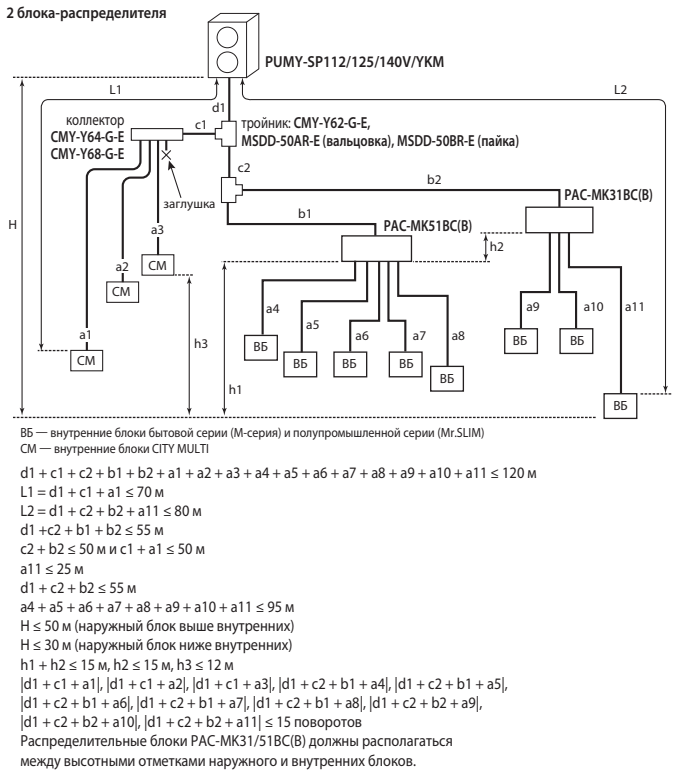 2 блока-распределителя
PUMY-SP112/125/140V/YKM
L1
L2
d1
коллектор
CMY-Y64-G-E
CMY-Y68-G-E
c1
тройник: CMY-Y62-G-E,
MSDD-50AR-E (вальцовка), MSDD-50BR-E (пайка)
c2
b2
заглушка
PAC-MK31BC(B)
b1
PAC-MK51BC(B)
H
h2
a3
a2
СМ
СМ
a1
СМ
h3
h1
a4
a5
a6
a7
a8
a9
a10
a11
ВБ
ВБ
ВБ
ВБ
ВБ
ВБ
ВБ
ВБ
ВБ — внутренние блоки бытовой серии (М-серия) и полупромышленной серии (Mr.SLIM)
СМ — внутренние блоки CITY MULTI
d1 + c1 + c2 + b1 + b2 + a1 + a2 + a3 + a4 + a5 + a6 + a7 + a8 + a9 + a10 + a11 ≤ 120 м
L1 = d1 + c1 + a1 ≤ 70 м
L2 = d1 + c2 + b2 + a11 ≤ 80 м
d1 +c2 + b1 + b2 ≤ 55 м
c2 + b2 ≤ 50 м и c1 + a1 ≤ 50 м
a11 ≤ 25 м
d1 + c2 + b2 ≤ 55 м
a4 + a5 + a6 + a7 + a8 + a9 + a10 + a11 ≤ 95 м
H ≤ 50 м (наружный блок выше внутренних)
H ≤ 30 м (наружный блок ниже внутренних)
h1 + h2 ≤ 15 м, h2 ≤ 15 м, h3 ≤ 12 м
|d1 + c1 + a1|, |d1 + c1 + a2|, |d1 + c1 + a3|, |d1 + c2 + b1 + a4|, |d1 + c2 + b1 + a5|,
|d1 + c2 + b1 + a6|, |d1 + c2 + b1 + a7|, |d1 + c2 + b1 + a8|, |d1 + c2 + b2 + a9|,
|d1 + c2 + b2 + a10|, |d1 + c2 + b2 + a11| ≤ 15 поворотов
Распределительные блоки PAC-MK31/51BC(B) должны располагаться
между высотными отметками наружного и внутренних блоков.